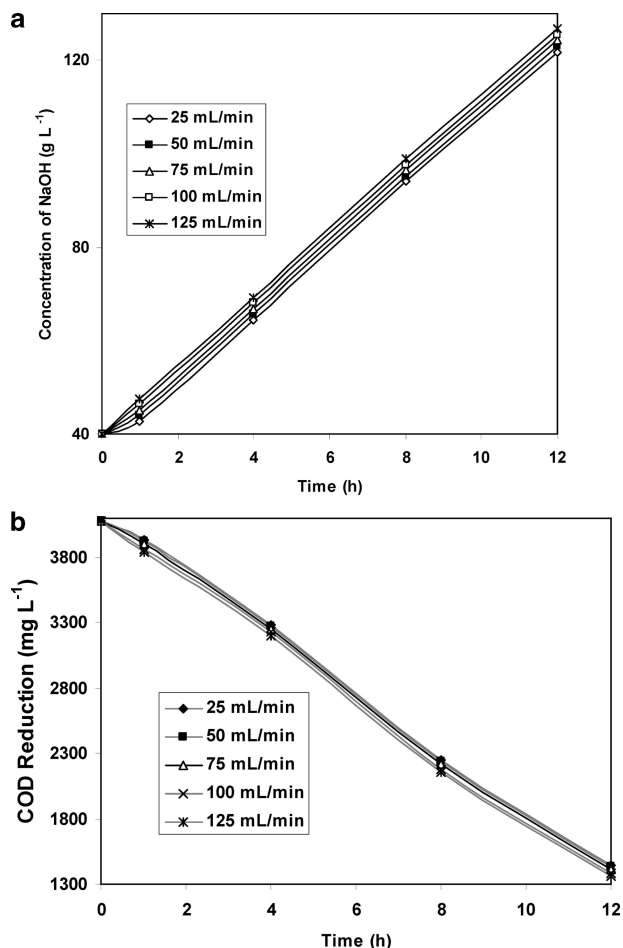 a
120
80
40
Concentration of NaOH (g L -1)
25 mL/min
50 mL/min
75 mL/min
100 mL/min
125 mL/min
0 2 4 6 8 10 12
Time (h)
b
3800
3300
2800
2300
1800
1300
COD Reduction (mg L-1)
25 mL/min
50 mL/min
75 mL/min
100 mL/min
125 mL/min
0 2 4 6 8 10 12
Time (h)